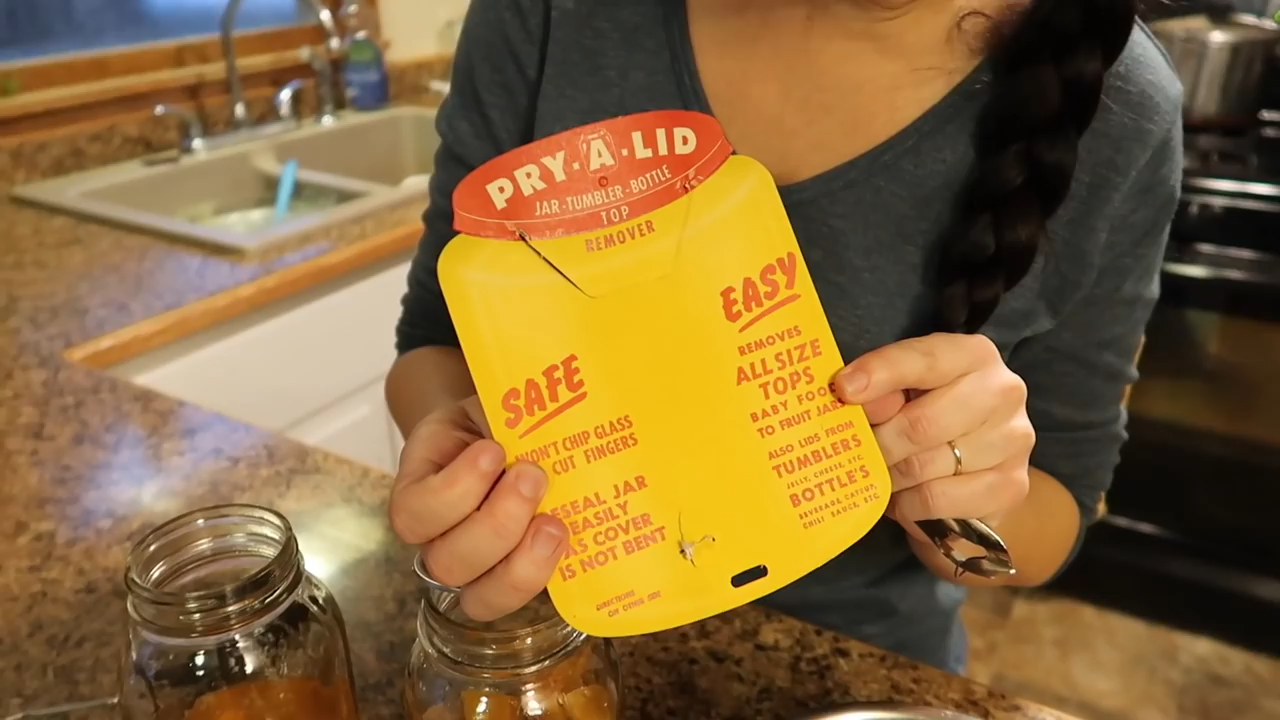 PRY·A·LID
JAR-TUMBLER-BOTTLE
TOP
REMOVER
SAFE
WON'T CHIP GLASS
CUT FINGERS
RESEAL JAR
EASILY
AS COVER
IS NOT BENT
DIRECTIONS
ON OTHER SIDE
EASY
REMOVES
ALL SIZE
TOPS
BABY FOOD
TO FRUIT JARS
ALSO LIDS FROM
TUMBLERS
JELLY, CHEESE, ETC.
BOTTLE'S
BEVERAGE, CATSUP,
CHILI SAUCE, ETC.